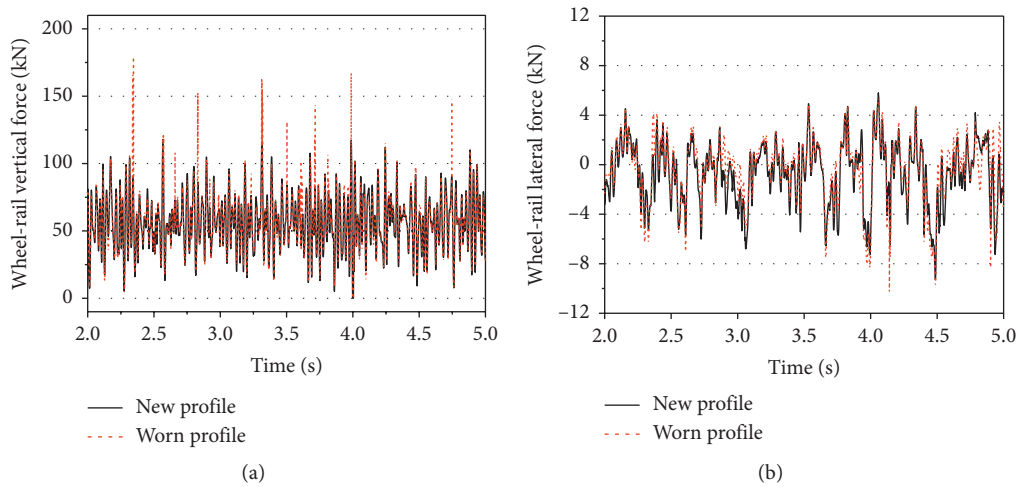 Wheel-rail vertical force (kN)
200
150
100
50
0
2.0 2.5 3.0 3.5 4.0 4.5 5.0
Time (s)
New profile
Worn profile
(a)
Wheel-rail lateral force (kN)
12
8
4
0
−4
−8
−12
2.0 2.5 3.0 3.5 4.0 4.5 5.0
Time (s)
New profile
Worn profile
(b)